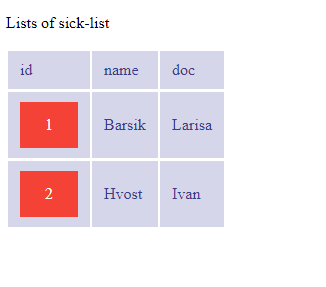 Lists of sick-list
id name doc
1 Barsik Larisa
2 Hvost Ivan